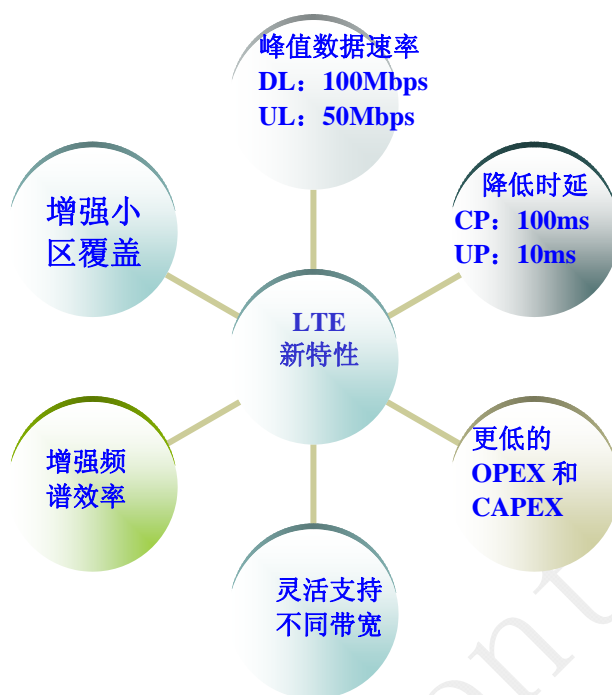 峰值数据速率
DL：100Mbps
UL：50Mbps
增强小
区覆盖
降低时延
CP：100ms
UP：10ms
LTE
新特性
增强频
谱效率
更低的
OPEX 和
CAPEX
灵活支持
不同带宽